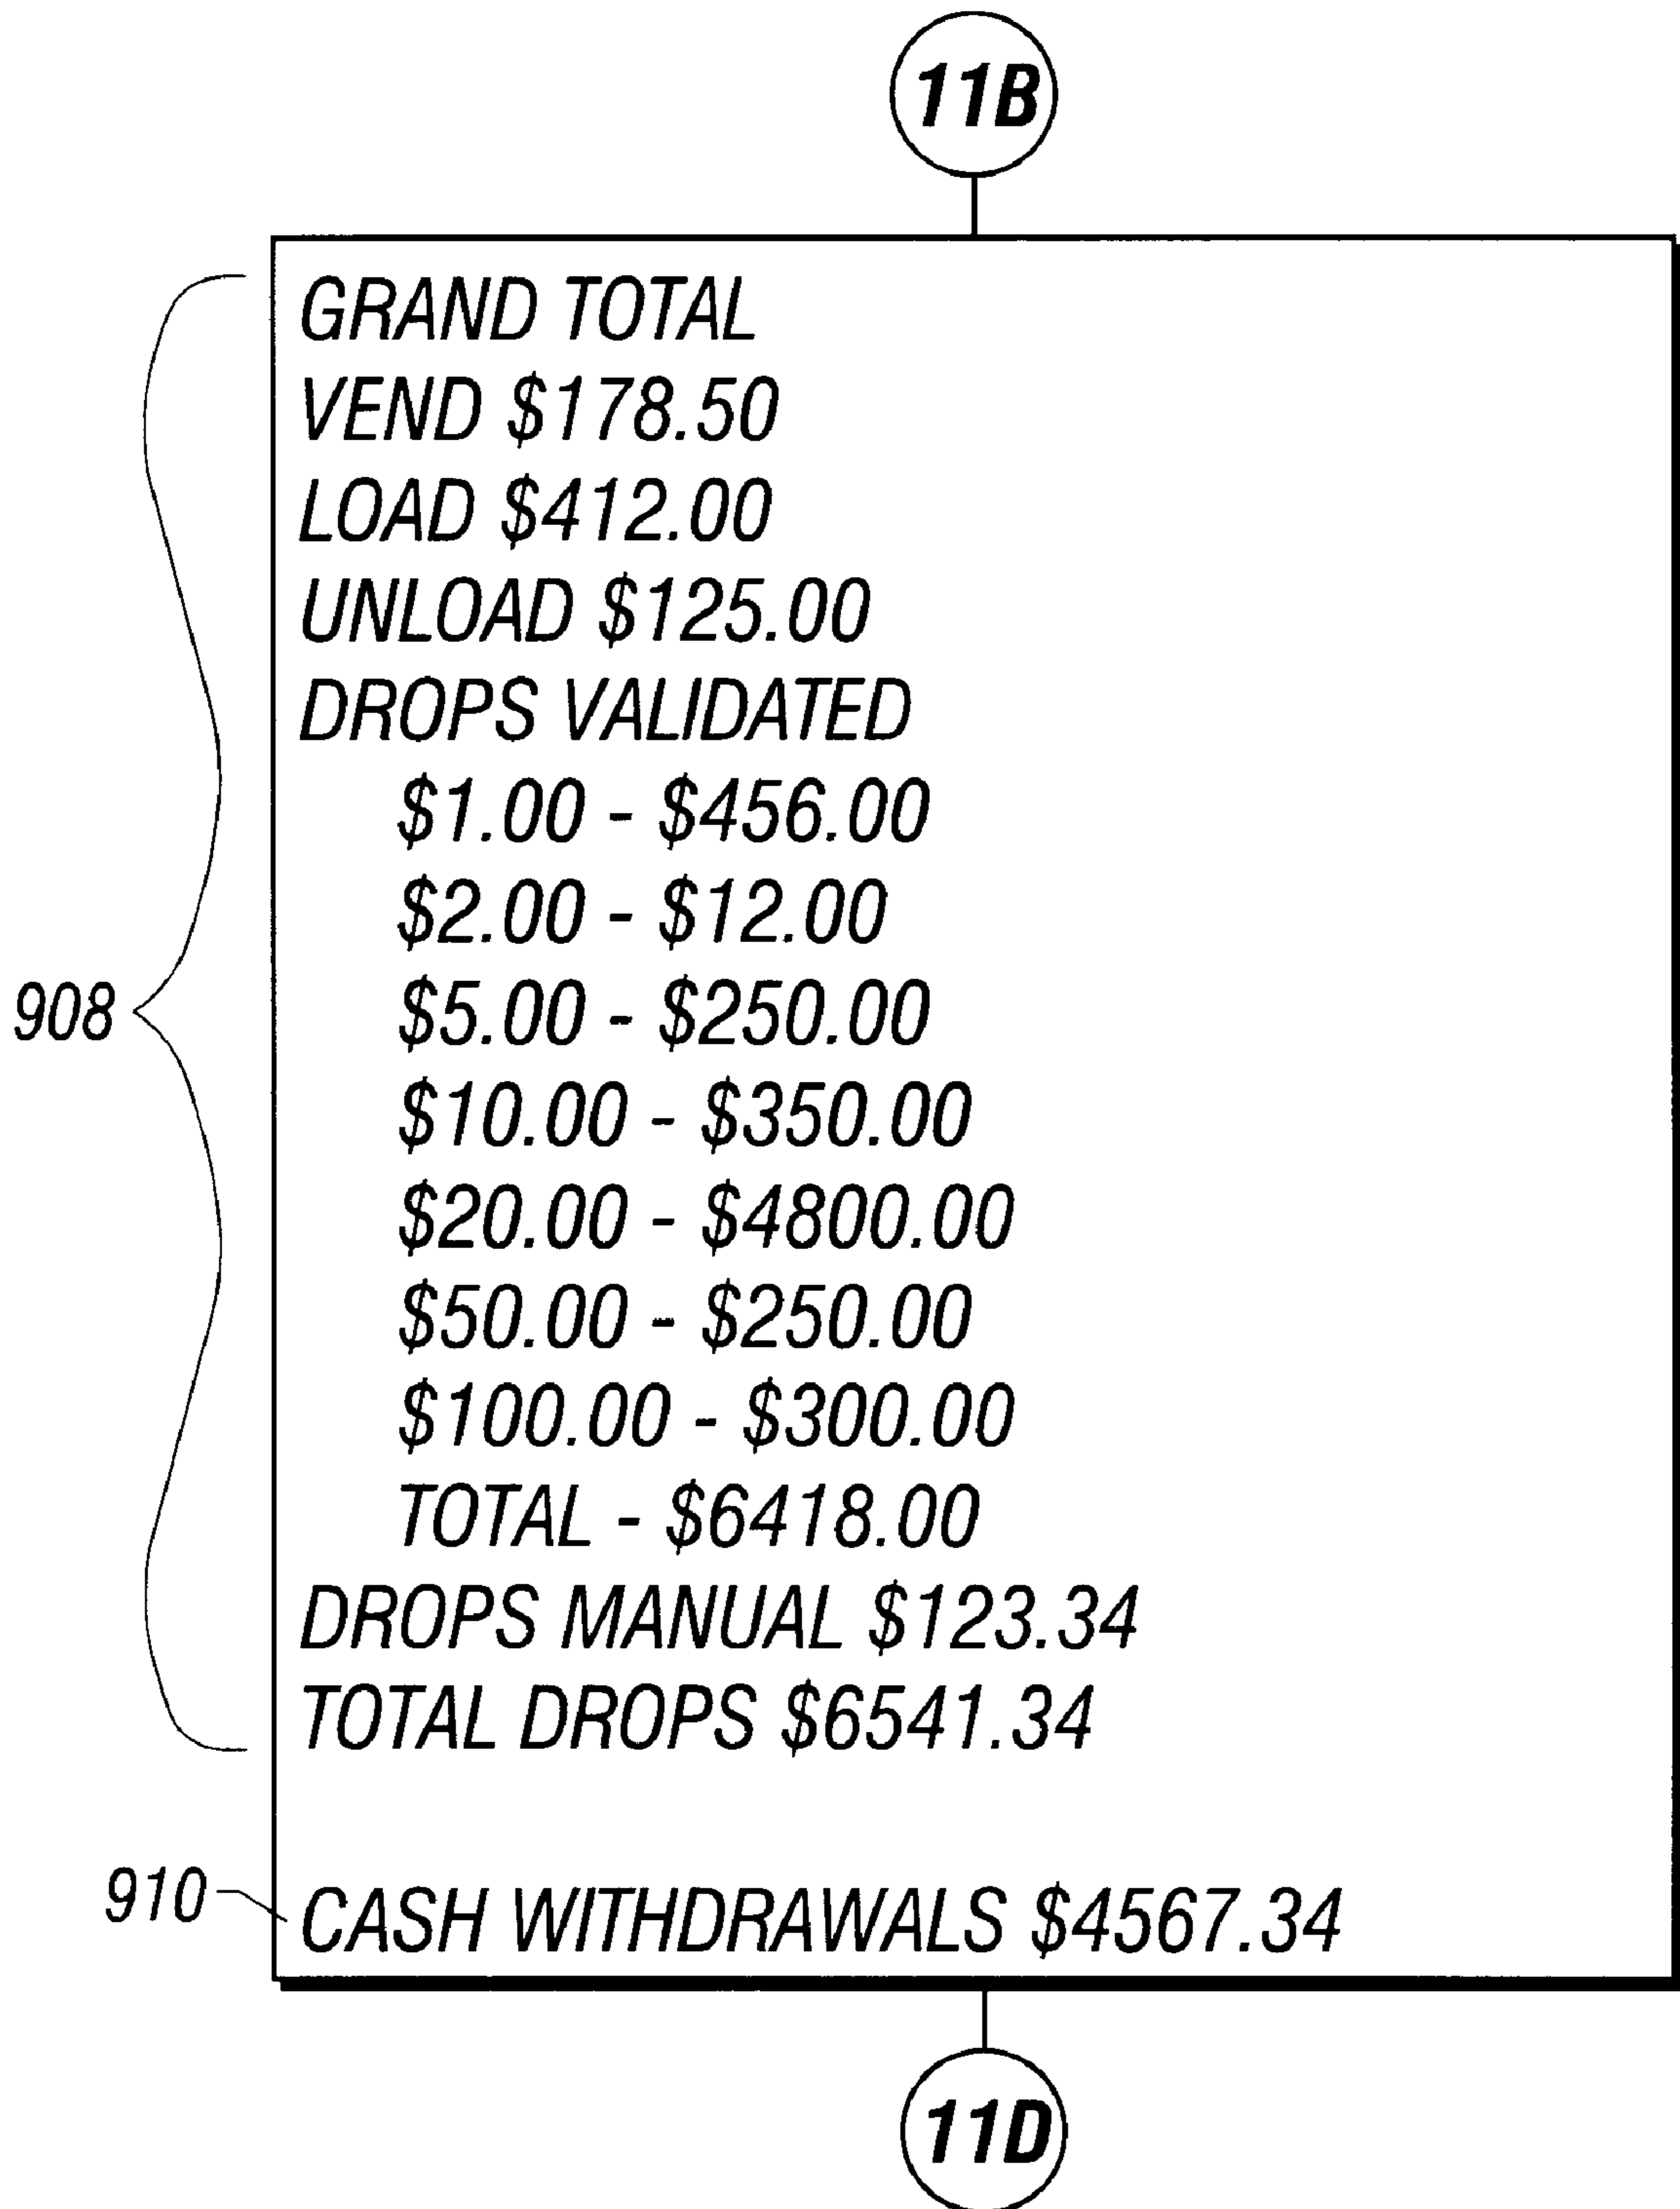 11B
GRAND TOTAL
VEND $178.50
LOAD $412.00
UNLOAD $125.00
DROPS VALIDATED
$1.00 - $456.00
$2.00 - $12.00
$5.00 - $250.00
$10.00 - $350.00
$20.00 - $4800.00
$50.00 - $250.00
$100.00 - $300.00
TOTAL - $6418.00
DROPS MANUAL $123.34
TOTAL DROPS $6541.34
908
910
CASH WITHDRAWALS $4567.34
11D